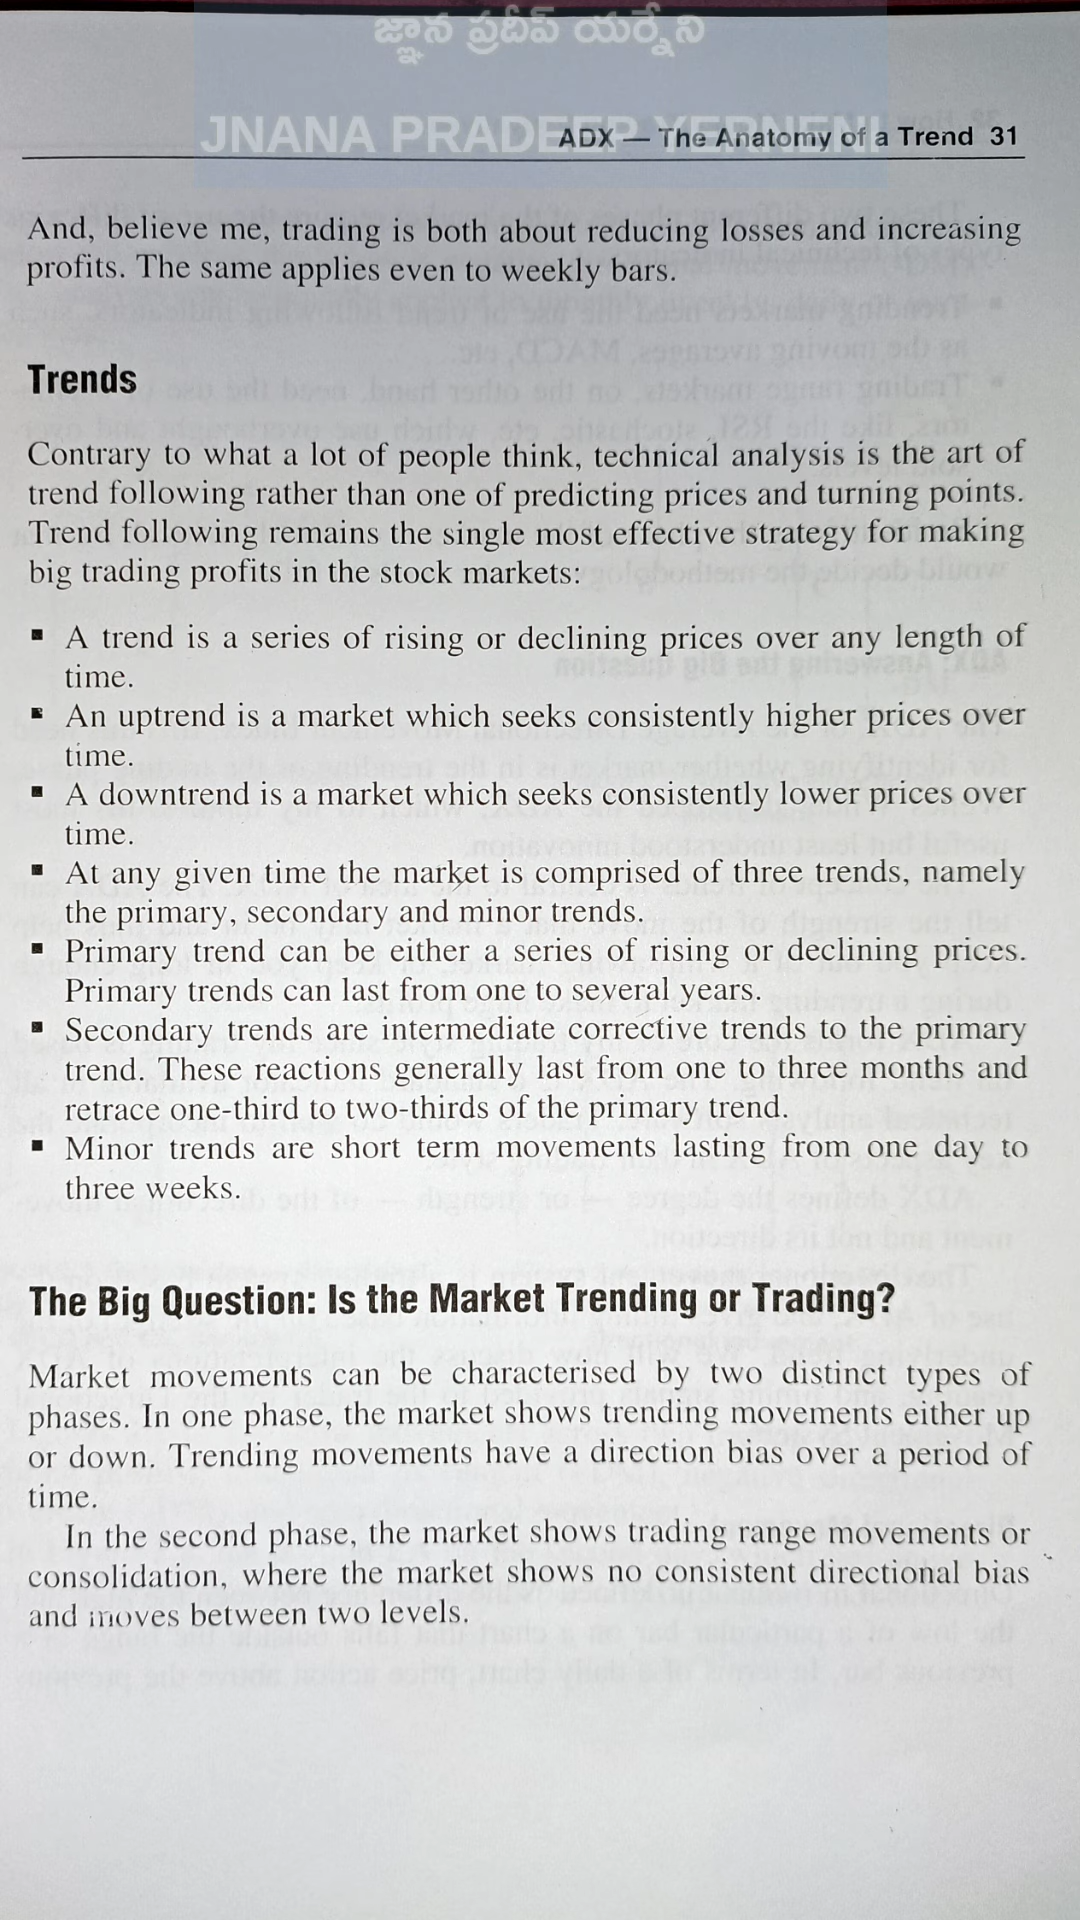 జ్ఞాన ప్రదీప్ యర్నేని
JNANA PRADEEP YERNENI
ADX — The Anatomy of a Trend 31
And, believe me, trading is both about reducing losses and increasing
profits. The same applies even to weekly bars.
Trends
Contrary to what a lot of people think, technical analysis is the art of
trend following rather than one of predicting prices and turning points.
Trend following remains the single most effective strategy for making
big trading profits in the stock markets:
▪ A trend is a series of rising or declining prices over any length of
time.
▪ An uptrend is a market which seeks consistently higher prices over
time.
▪ A downtrend is a market which seeks consistently lower prices over
time.
▪ At any given time the market is comprised of three trends, namely
the primary, secondary and minor trends.
▪ Primary trend can be either a series of rising or declining prices.
Primary trends can last from one to several years.
▪ Secondary trends are intermediate corrective trends to the primary
trend. These reactions generally last from one to three months and
retrace one-third to two-thirds of the primary trend.
▪ Minor trends are short term movements lasting from one day to
three weeks.
The Big Question: Is the Market Trending or Trading?
Market movements can be characterised by two distinct types of
phases. In one phase, the market shows trending movements either up
or down. Trending movements have a direction bias over a period of
time.
In the second phase, the market shows trading range movements or
consolidation, where the market shows no consistent directional bias
and moves between two levels.